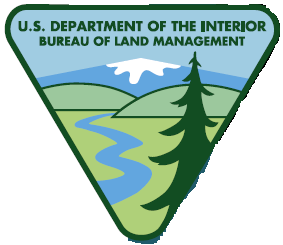 U.S. DEPARTMENT OF THE INTERIOR
BUREAU OF LAND MANAGEMENT